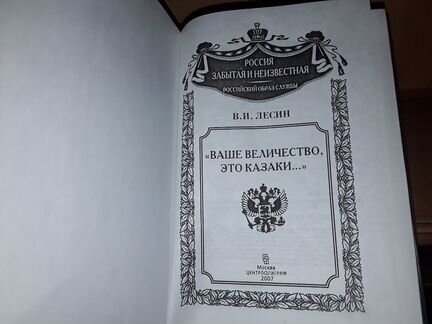 РОССИЯ
ЗАБЫТАЯ И НЕИЗВЕСТНАЯ
РОССИЙСКИЙ ОБРАЗ СЛУЖБЫ
В.И. ЛЕСИН
«ВАШЕ ВЕЛИЧЕСТВО,
ЭТО КАЗАКИ...»
Москва
ЦЕНТРПОЛИГРАФ
2007